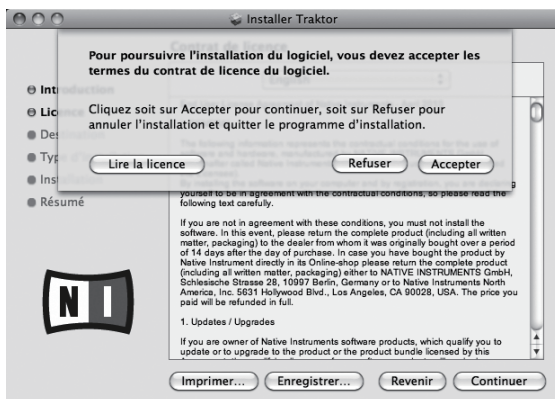 Installer Traktor
Contrat de licence
Pour poursuivre l'installation du logiciel, vous devez accepter les
termes du contrat de licence du logiciel.
English
Cliquez soit sur Accepter pour continuer, soit sur Refuser pour
annuler l'installation et quitter le programme d'installation.
Lire la licence
Refuser
Accepter
Introduction
Licence
Installation
Résumé
yourself to be in agreement with the contractual conditions, so please read the
following text carefully.
If you are not in agreement with these conditions, you must not install the
software. In this event, please return the complete product (including all written
matter, packaging) to the dealer from whom it was originally bought over a period
of 14 days after the day of purchase. In case you have bought the product by
Native Instrument directly in its Online-shop please return the complete product
(including all written matter, packaging) either to NATIVE INSTRUMENTS GmbH,
Schlesische Strasse 28, 10997 Berlin, Germany or to Native Instruments North
America, Inc. 5631 Hollywood Blvd., Los Angeles, CA 90028, USA. The price you
paid will be refunded in full.
1. Updates / Upgrades
If you are owner of Native Instruments software products, which qualify you to
update or to upgrade to the product or the product bundle licensed by this
NI
Imprimer...
Enregistrer...
Revenir
Continuer